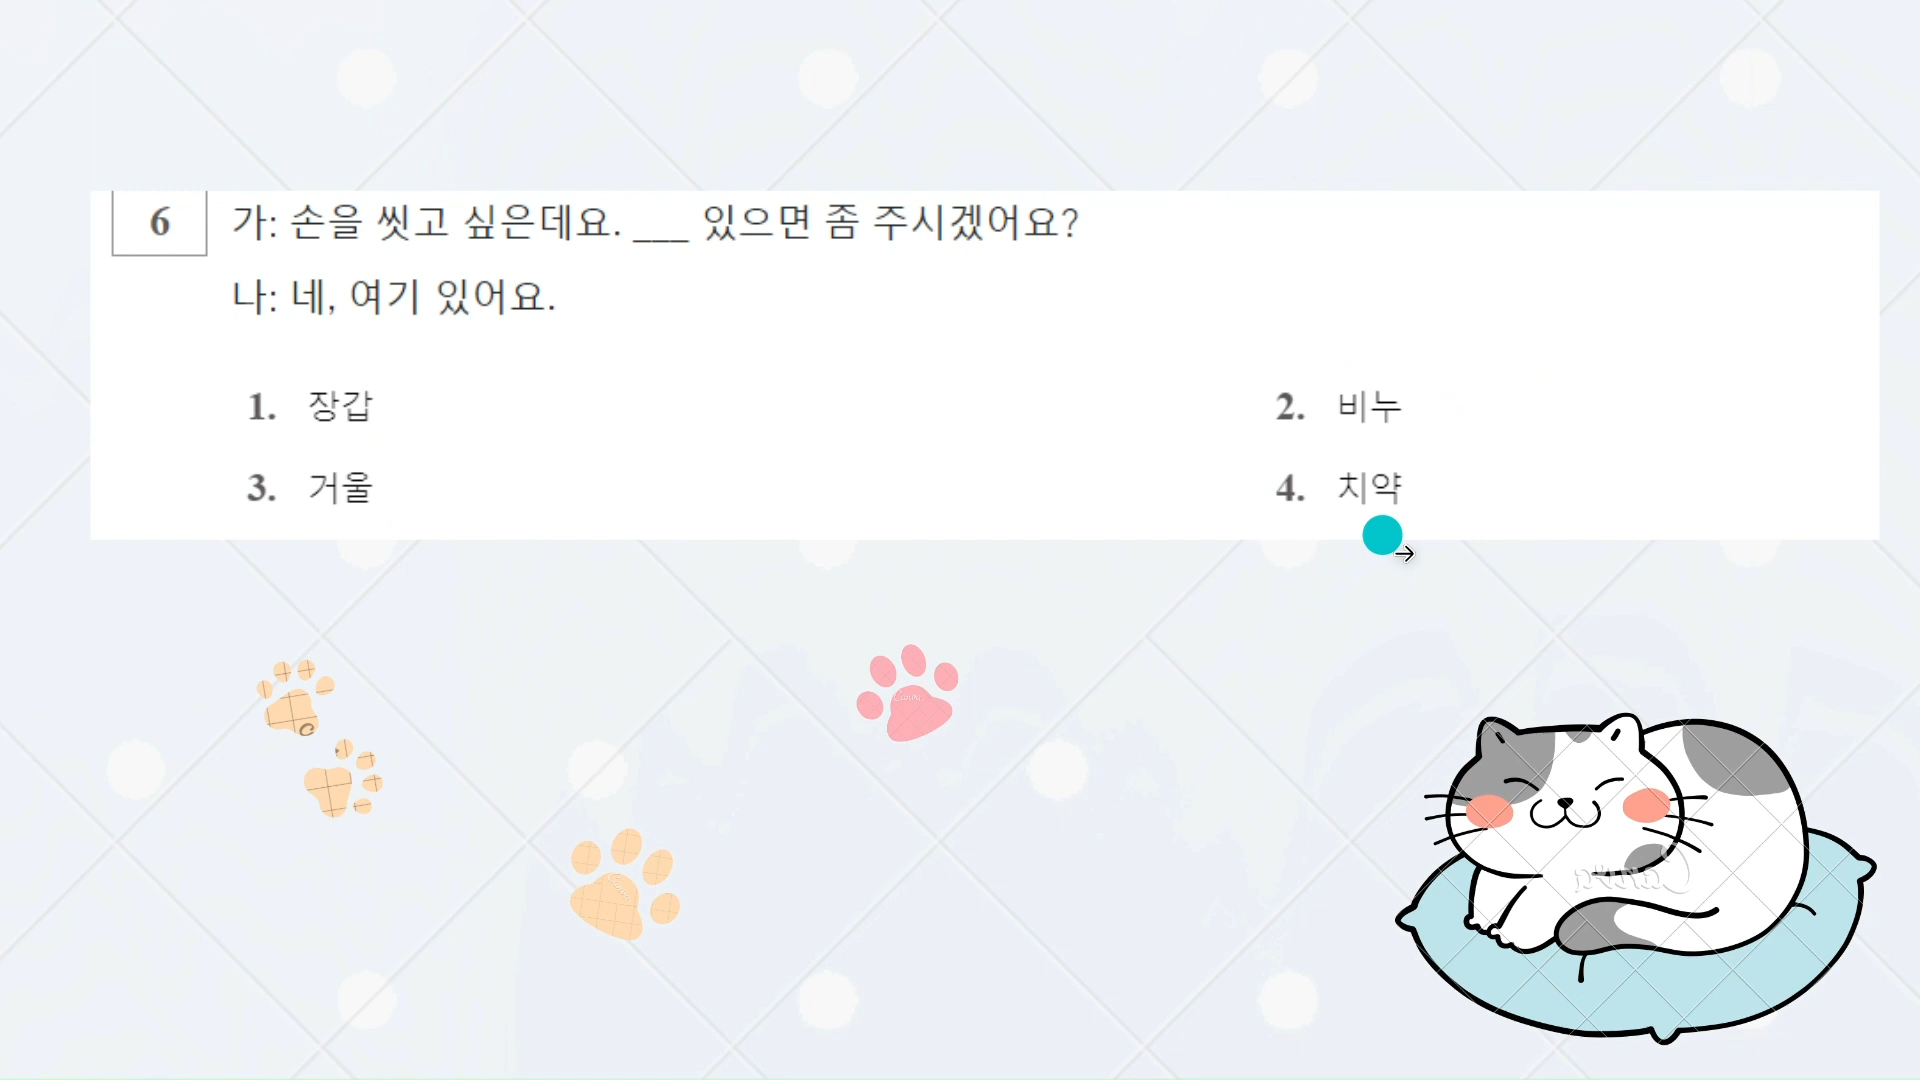 6 가: 손을 씻고 싶은데요. ___ 있으면 좀 주시겠어요?
나: 네, 여기 있어요.
1. 장갑 2. 비누
3. 거울 4. 치약